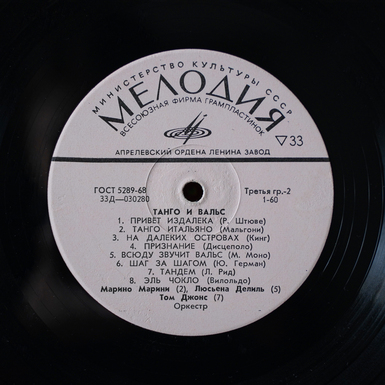 МИНИСТЕРСТВО КУЛЬТУРЫ СССР
МЕЛОДИЯ
ВСЕСОЮЗНАЯ ФИРМА ГРАМПЛАСТИНОК
▽33
АПРЕЛЕВСКИЙ ОРДЕНА ЛЕНИНА ЗАВОД
ГОСТ 5289-68
Третья гр.-2
33Д—030280
1-60
ТАНГО И ВАЛЬС
1. ПРИВЕТ ИЗДАЛЕКА (Р. Штюве)
2. ТАНГО ИТАЛЬЯНО (Мальгони)
3. НА ДАЛЕКИХ ОСТРОВАХ (Кинг)
4. ПРИЗНАНИЕ (Дисцеполо)
5. ВСЮДУ ЗВУЧИТ ВАЛЬС (М. Моно)
6. ШАГ ЗА ШАГОМ (Ю. Герман)
7. ТАНДЕМ (Л. Рид)
8. ЭЛЬ ЧОКЛО (Вилольдо)
Марино Марини (2), Люсьена Делиль (5)
Том Джонс (7)
Оркестр